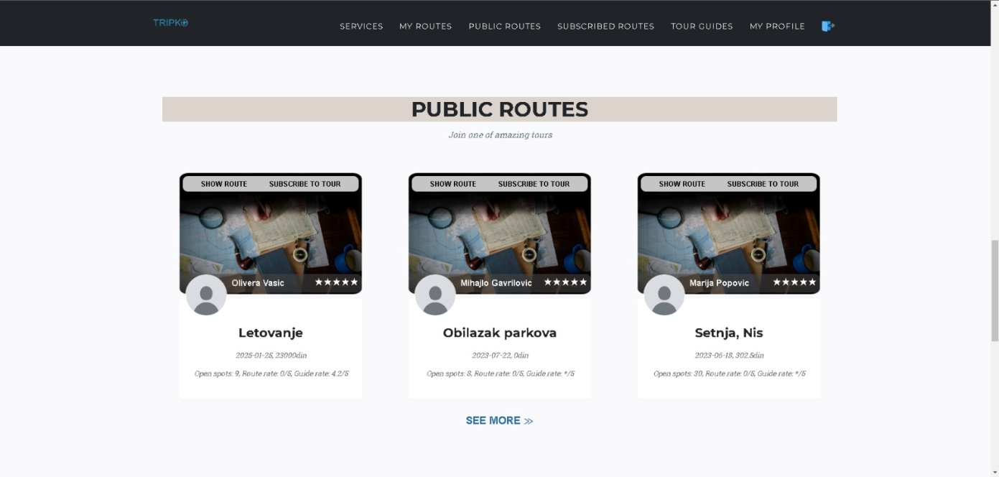 TRIPKO
SERVICES MY ROUTES PUBLIC ROUTES SUBSCRIBED ROUTES TOUR GUIDES MY PROFILE
PUBLIC ROUTES
Join one of amazing tours
SHOW ROUTE SUBSCRIBE TO TOUR
Olivera Vasic ★★★★★
Letovanje
2025-01-25, 23000din
Open spots: 9, Route rate: 0/5, Guide rate: 4.2/5
SHOW ROUTE SUBSCRIBE TO TOUR
Mihajlo Gavrilovic ★★★★★
Obilazak parkova
2023-07-22, 0din
Open spots: 8, Route rate: 0/5, Guide rate: */5
SHOW ROUTE SUBSCRIBE TO TOUR
Marija Popovic ★★★★★
Setnja, Nis
2023-06-18, 302.5din
Open spots: 30, Route rate: 0/5, Guide rate: */5
SEE MORE >>